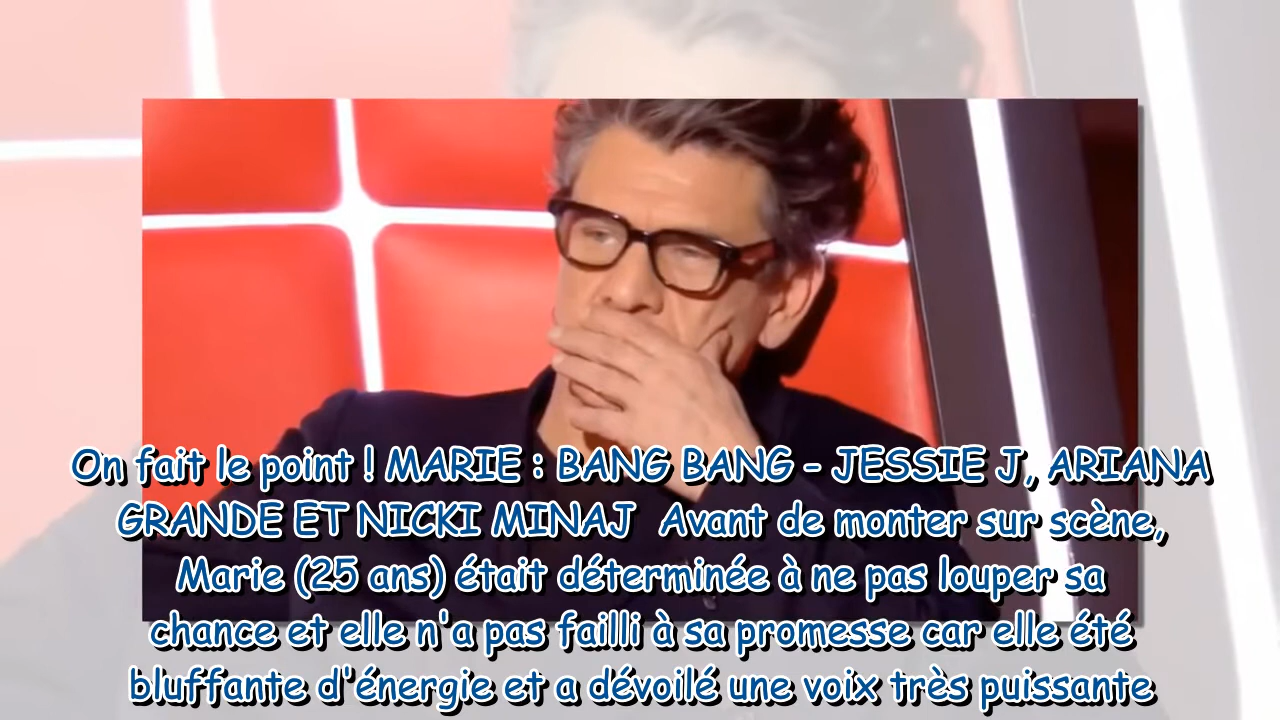 On fait le point ! MARIE : BANG BANG - JESSIE J, ARIANA
GRANDE ET NICKI MINAJ  Avant de monter sur scène,
Marie (25 ans) était déterminée à ne pas louper sa
chance et elle n'a pas failli à sa promesse car elle été
bluffante d'énergie et a dévoilé une voix très puissante